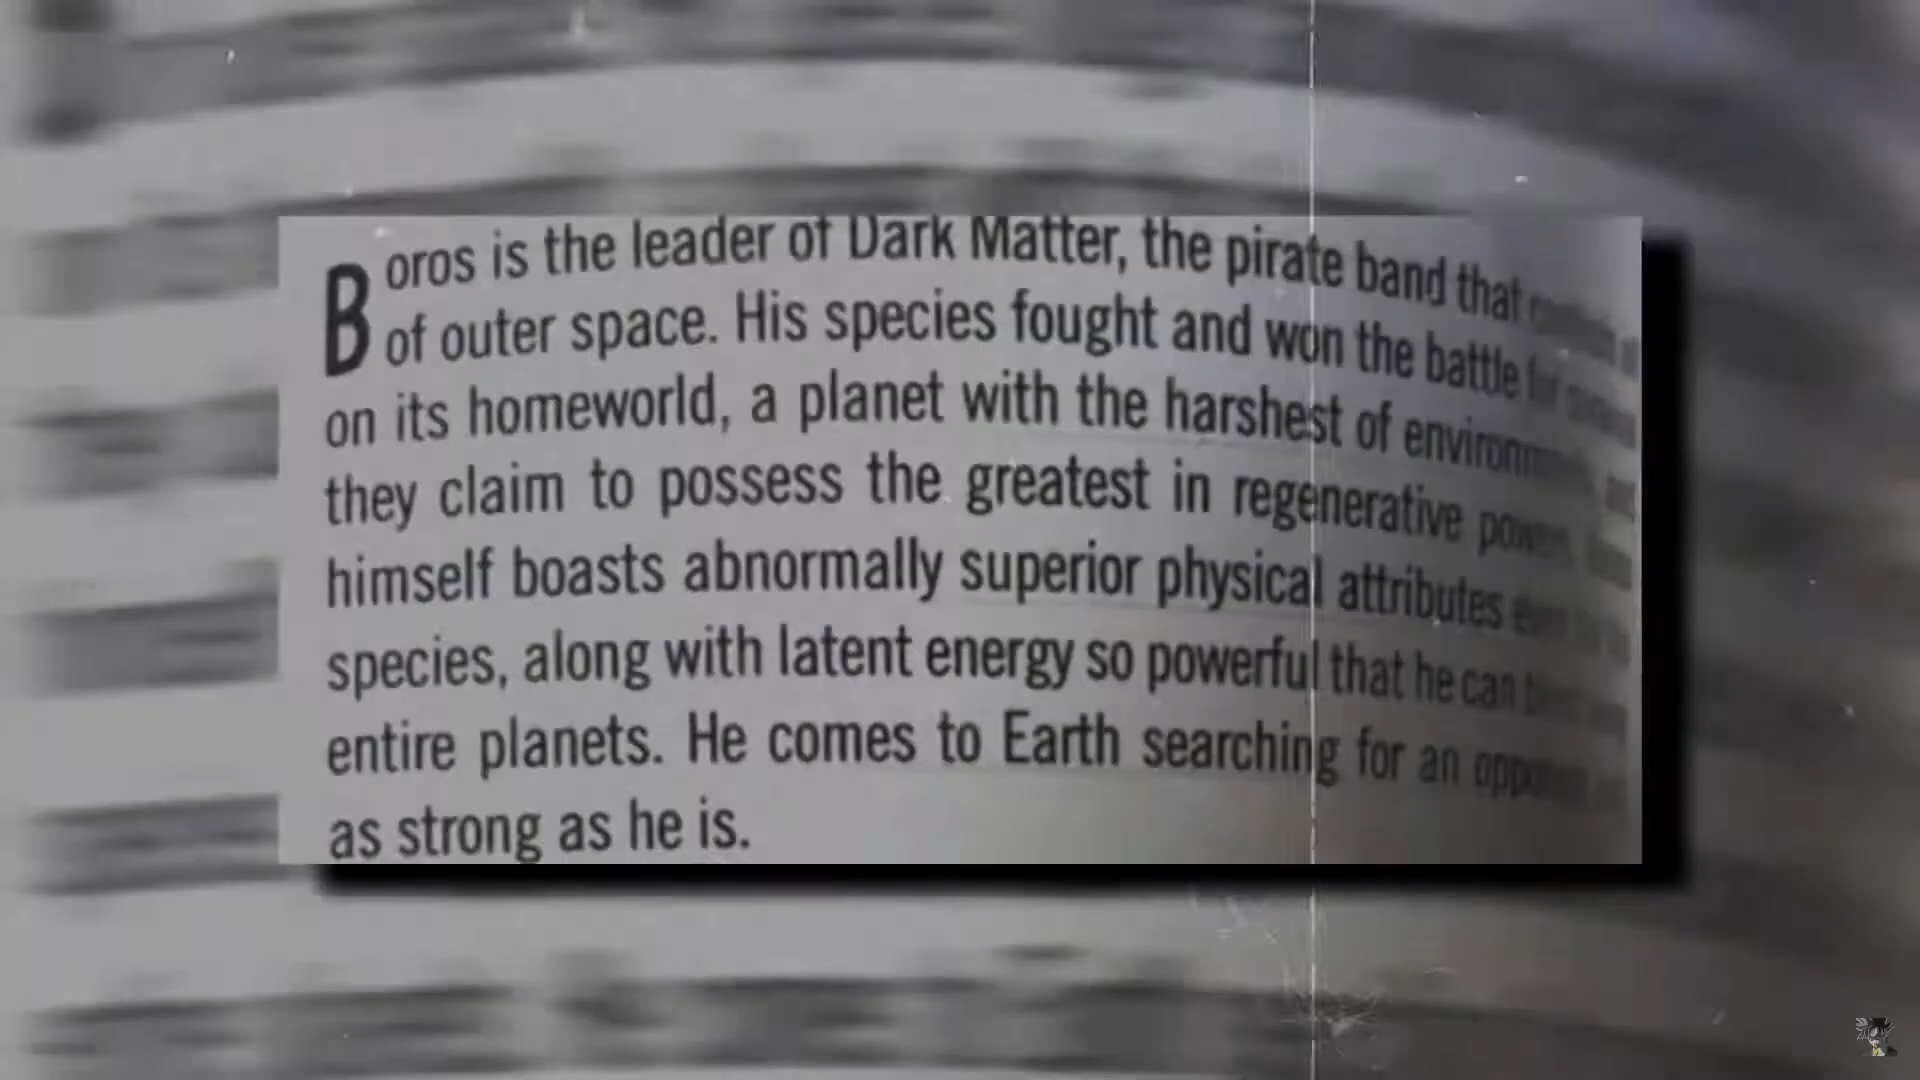 Boros is the leader of Dark Matter, the pirate band that
of outer space. His species fought and won the battle for
on its homeworld, a planet with the harshest of
they claim to possess the greatest in regenerative
himself boasts abnormally superior physical attributes
species, along with latent energy so powerful that he can
entire planets. He comes to Earth searching for an
as strong as he is.